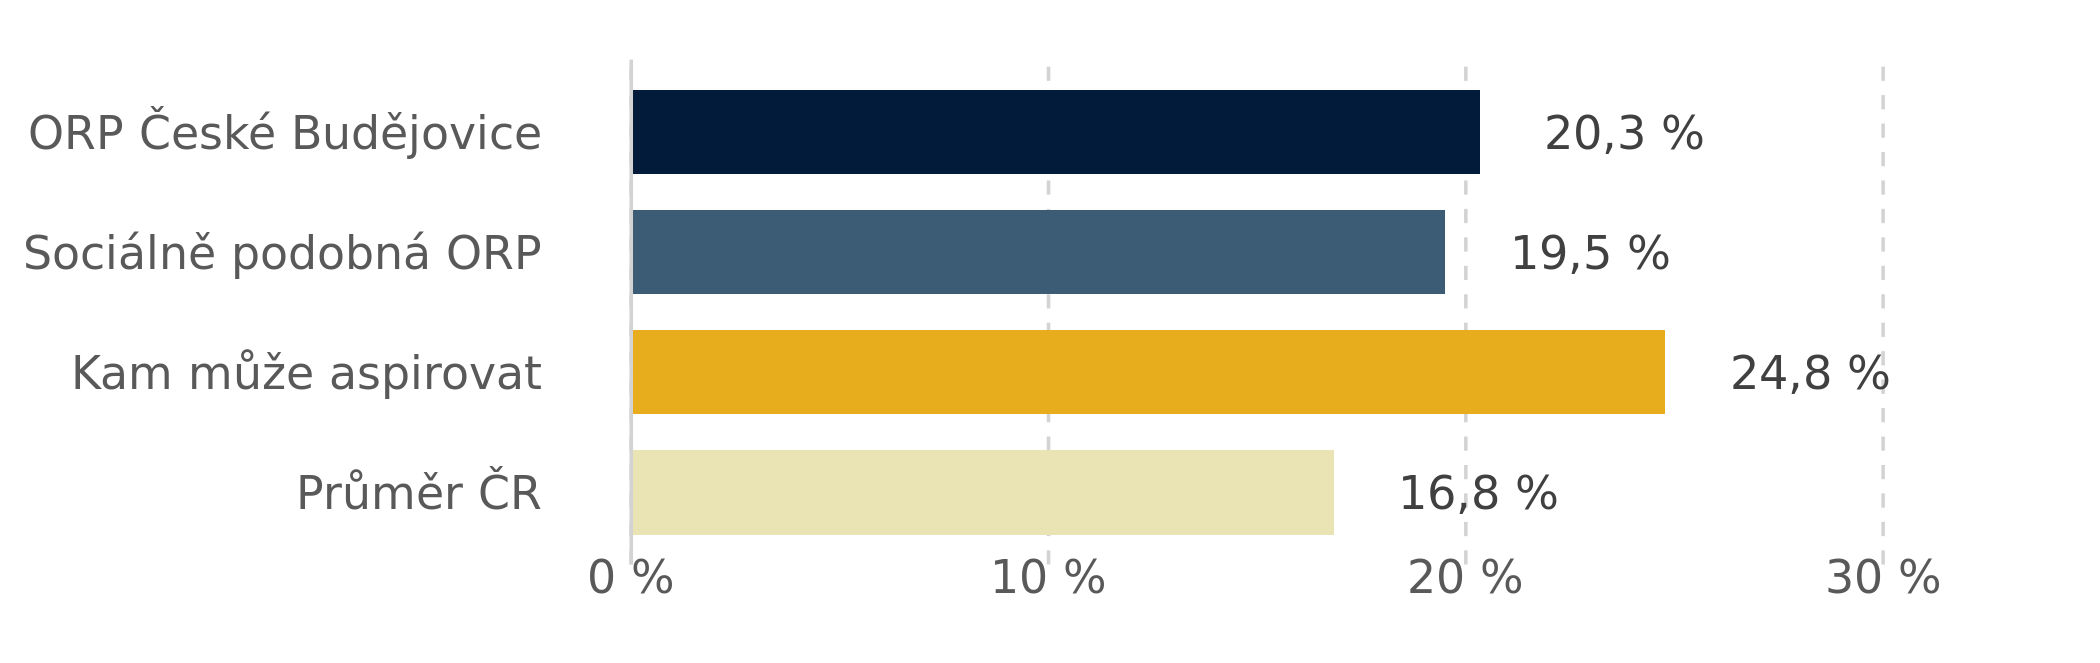 ORP České Budějovice
20,3 %
Sociálně podobná ORP
19,5 %
Kam může aspirovat
24,8 %
Průměr ČR
16,8 %
0 %
10 %
20 %
30 %